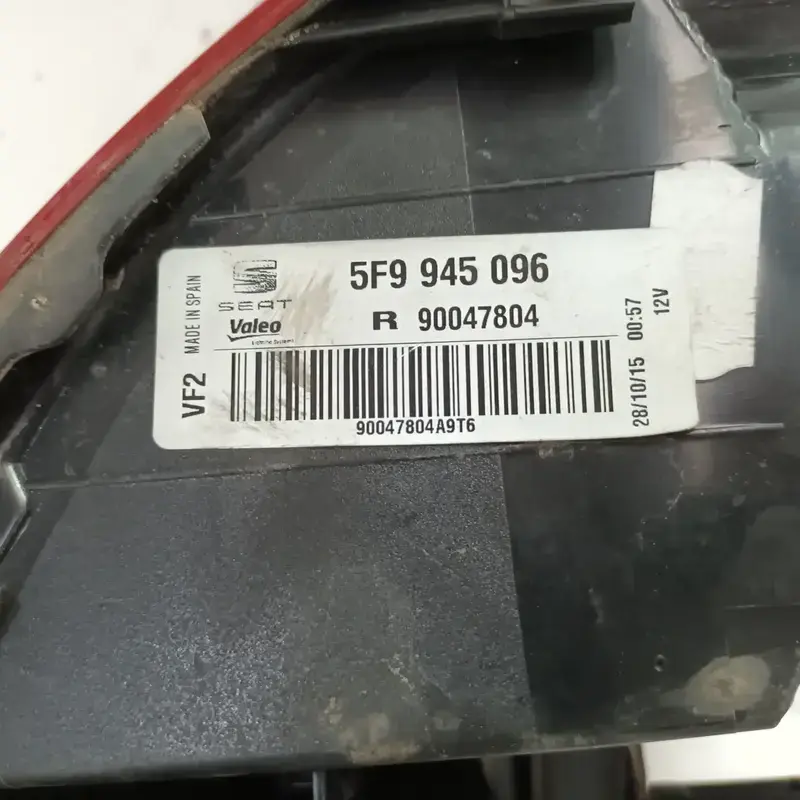 5F9 945 096
SEAT
Valeo
R 90047804
90047804A9T6
VF2 MADE IN SPAIN
28/10/15 00:57
12V